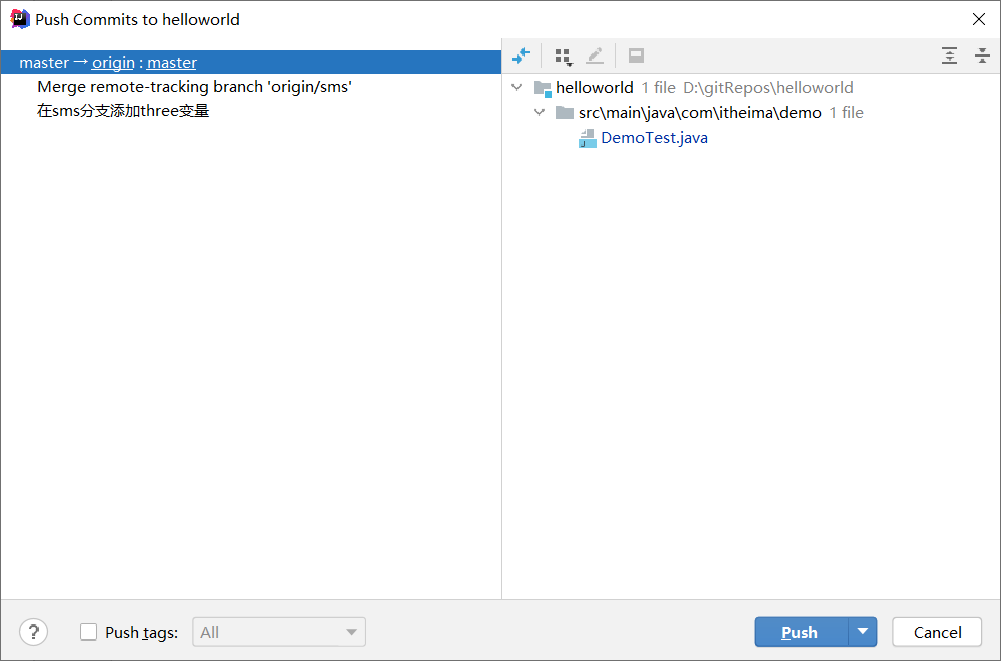 Push Commits to helloworld
master → origin : master
Merge remote-tracking branch 'origin/sms'
在sms分支添加three变量
helloworld 1 file D:\gitRepos\helloworld
src\main\java\com\itheima\demo 1 file
DemoTest.java
? Push tags: All Push Cancel